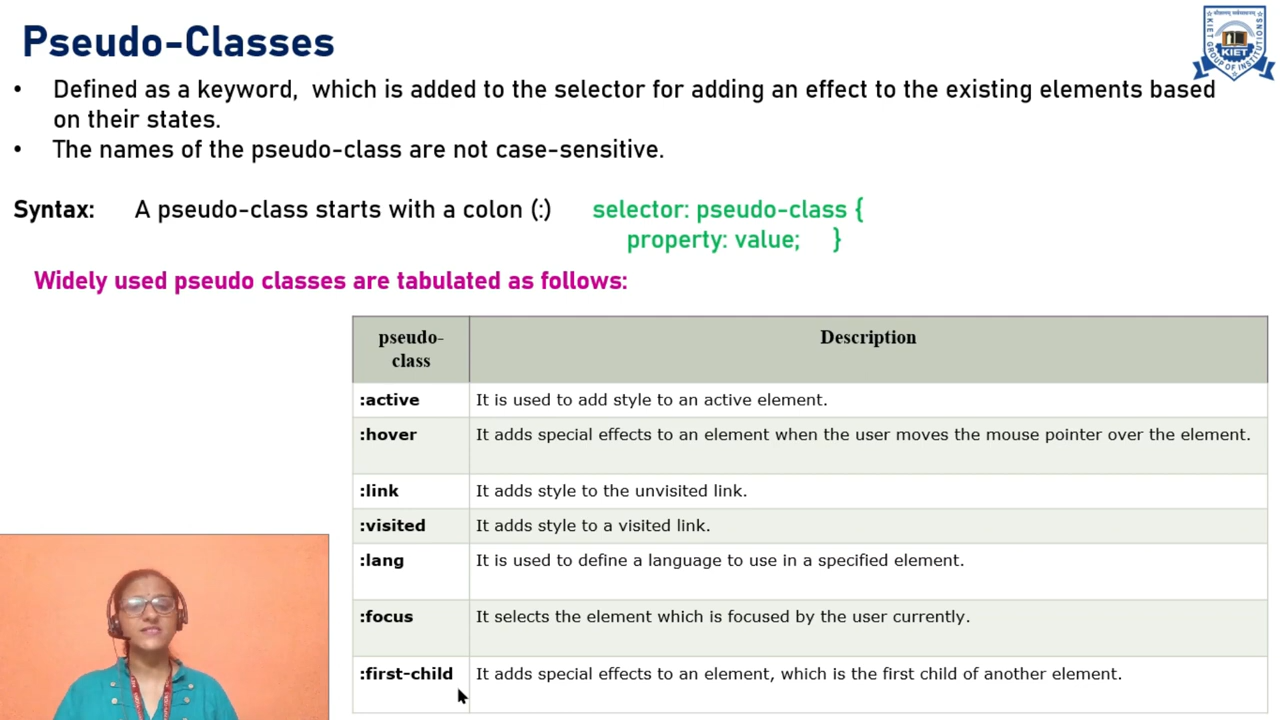 Pseudo-Classes
• Defined as a keyword, which is added to the selector for adding an effect to the existing elements based
on their states.
• The names of the pseudo-class are not case-sensitive.
Syntax: A pseudo-class starts with a colon (:) selector: pseudo-class {
property: value; }
Widely used pseudo classes are tabulated as follows:
pseudo-
class
Description
:active It is used to add style to an active element.
:hover It adds special effects to an element when the user moves the mouse pointer over the element.
:link It adds style to the unvisited link.
:visited It adds style to a visited link.
:lang It is used to define a language to use in a specified element.
:focus It selects the element which is focused by the user currently.
:first-child It adds special effects to an element, which is the first child of another element.
KIET
KIET GROUP OF INSTITUTIONS